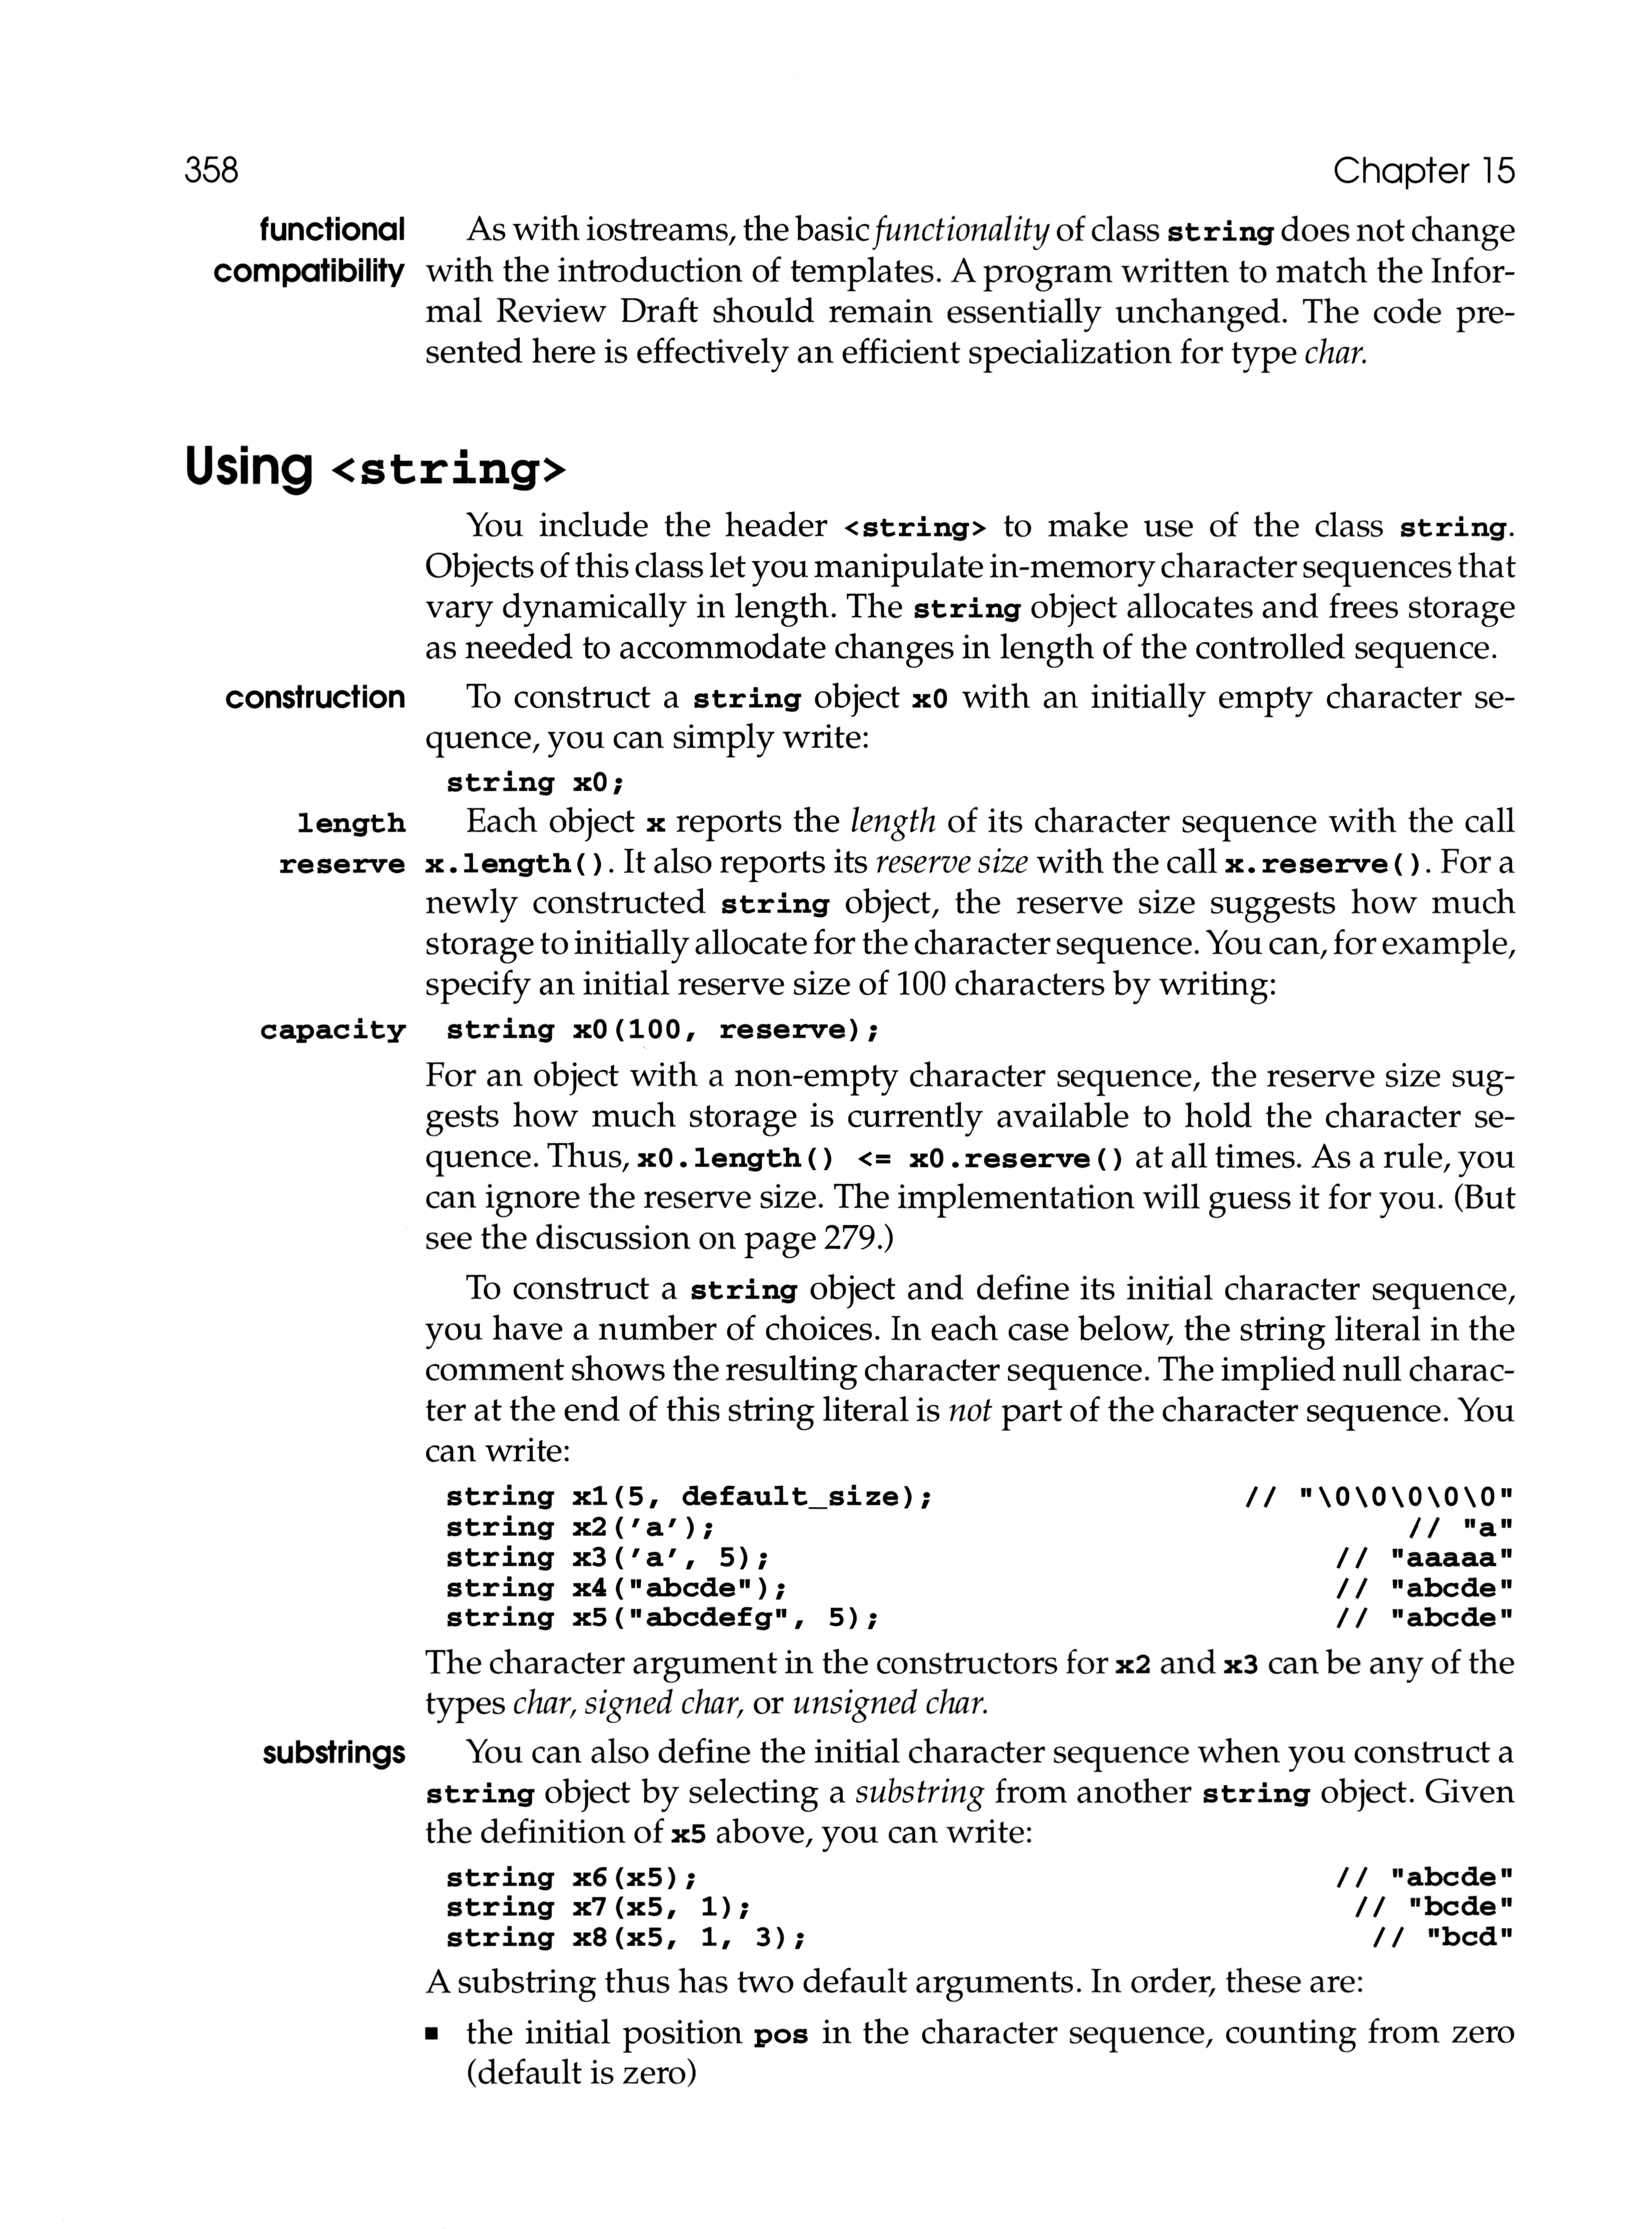 358 Chapter 15
functional As with iostreams, the basic functionality of class string does not change
compatibility with the introduction of templates. A program written to match the Infor-
mal Review Draft should remain essentially unchanged. The code pre-
sented here is effectively an efficient specialization for type char.
Using <string>
You include the header <string> to make use of the class string.
Objects of this class let you manipulate in-memory character sequences that
vary dynamically in length. The string object allocates and frees storage
as needed to accommodate changes in length of the controlled sequence.
construction To construct a string object x0 with an initially empty character se-
quence, you can simply write:
string x0;
length Each object x reports the length of its character sequence with the call
reserve x.length(). It also reports its reserve size with the call x.reserve(). For a
newly constructed string object, the reserve size suggests how much
storage to initially allocate for the character sequence. You can, for example,
specify an initial reserve size of 100 characters by writing:
capacity string x0(100, reserve);
For an object with a non-empty character sequence, the reserve size sug-
gests how much storage is currently available to hold the character se-
quence. Thus, x0.length() <= x0.reserve() at all times. As a rule, you
can ignore the reserve size. The implementation will guess it for you. (But
see the discussion on page 279.)
To construct a string object and define its initial character sequence,
you have a number of choices. In each case below, the string literal in the
comment shows the resulting character sequence. The implied null charac-
ter at the end of this string literal is not part of the character sequence. You
can write:
string x1(5, default_size); // "\0\0\0\0\0"
string x2('a'); // "a"
string x3('a', 5); // "aaaaa"
string x4("abcde"); // "abcde"
string x5("abcdefg", 5); // "abcde"
The character argument in the constructors for x2 and x3 can be any of the
types char, signed char, or unsigned char.
substrings You can also define the initial character sequence when you construct a
string object by selecting a substring from another string object. Given
the definition of x5 above, you can write:
string x6(x5); // "abcde"
string x7(x5, 1); // "bcde"
string x8(x5, 1, 3); // "bcd"
A substring thus has two default arguments. In order, these are:
■ the initial position pos in the character sequence, counting from zero
(default is zero)